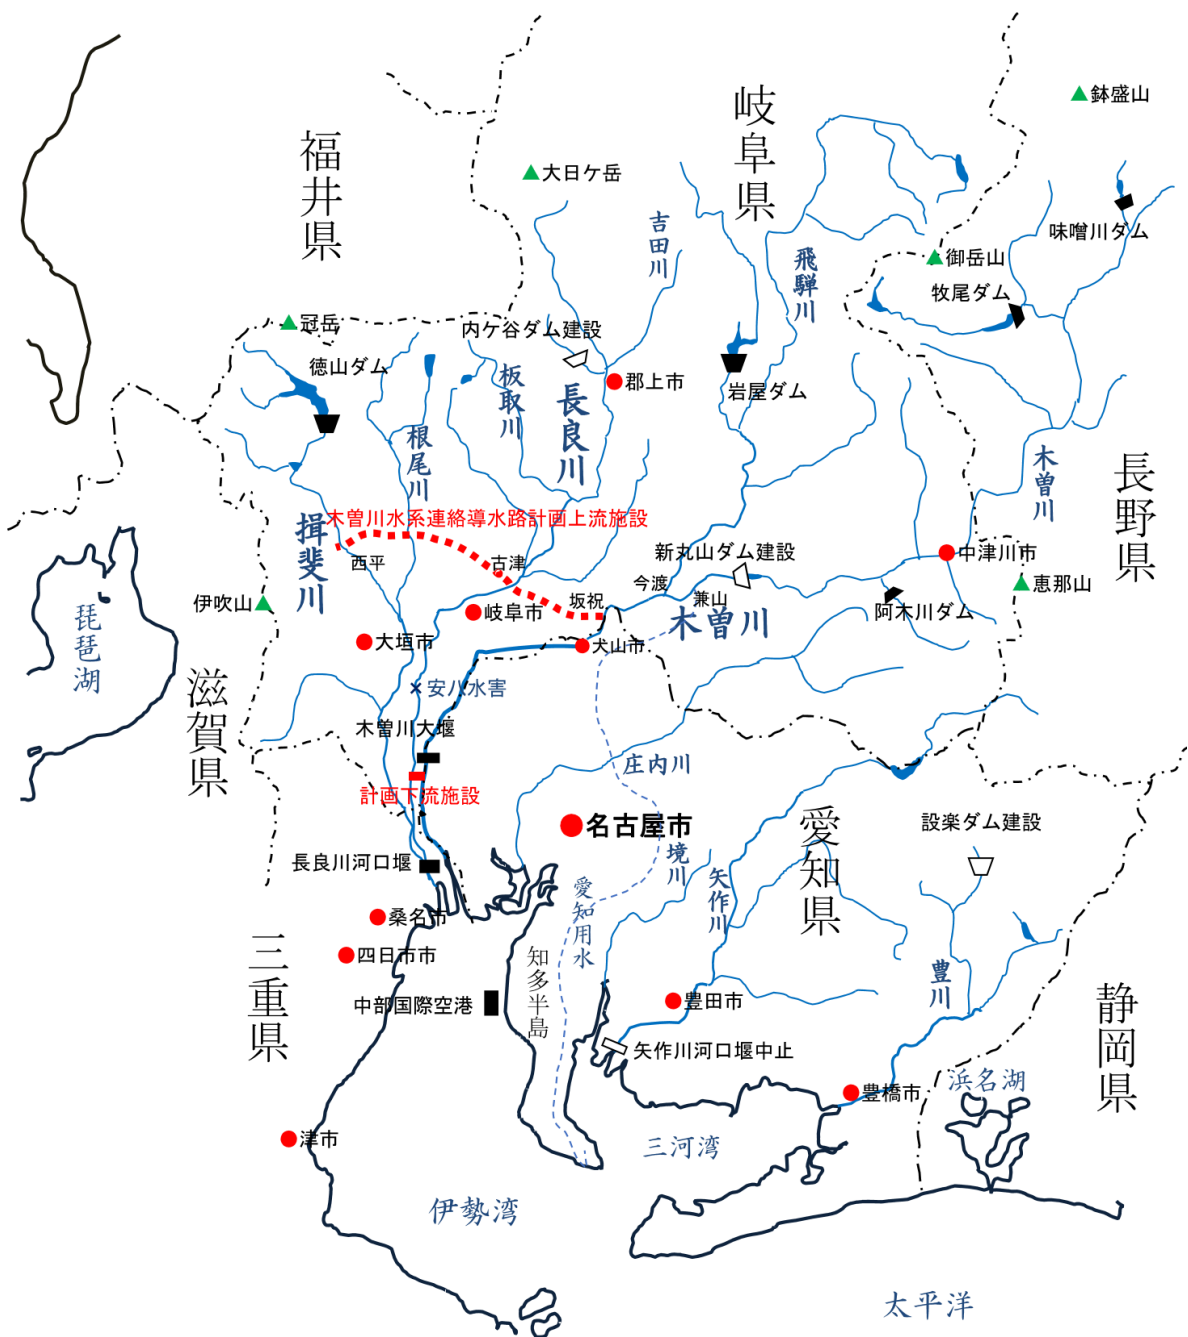 鉢盛山
岐阜県
福井県
大日ケ岳
吉田川
味噌川ダム
飛騨川
御岳山
牧尾ダム
冠岳
内ケ谷ダム建設
徳山ダム
板取川
長良川
郡上市
岩屋ダム
根尾川
木曽川
長野県
揖斐川
木曽川水系連絡導水路計画上流施設
西平
古津
新丸山ダム建設
今渡
兼山
中津川市
恵那山
伊吹山
坂祝
岐阜市
阿木川ダム
木曽川
琵琶湖
大垣市
犬山市
滋賀県
安八水害
木曽川大堰
庄内川
計画下流施設
名古屋市
愛知県
設楽ダム建設
境川
矢作川
長良川河口堰
愛知用水
桑名市
三重県
四日市市
知多半島
豊川
中部国際空港
豊田市
静岡県
矢作川河口堰中止
浜名湖
豊橋市
津市
三河湾
伊勢湾
太平洋